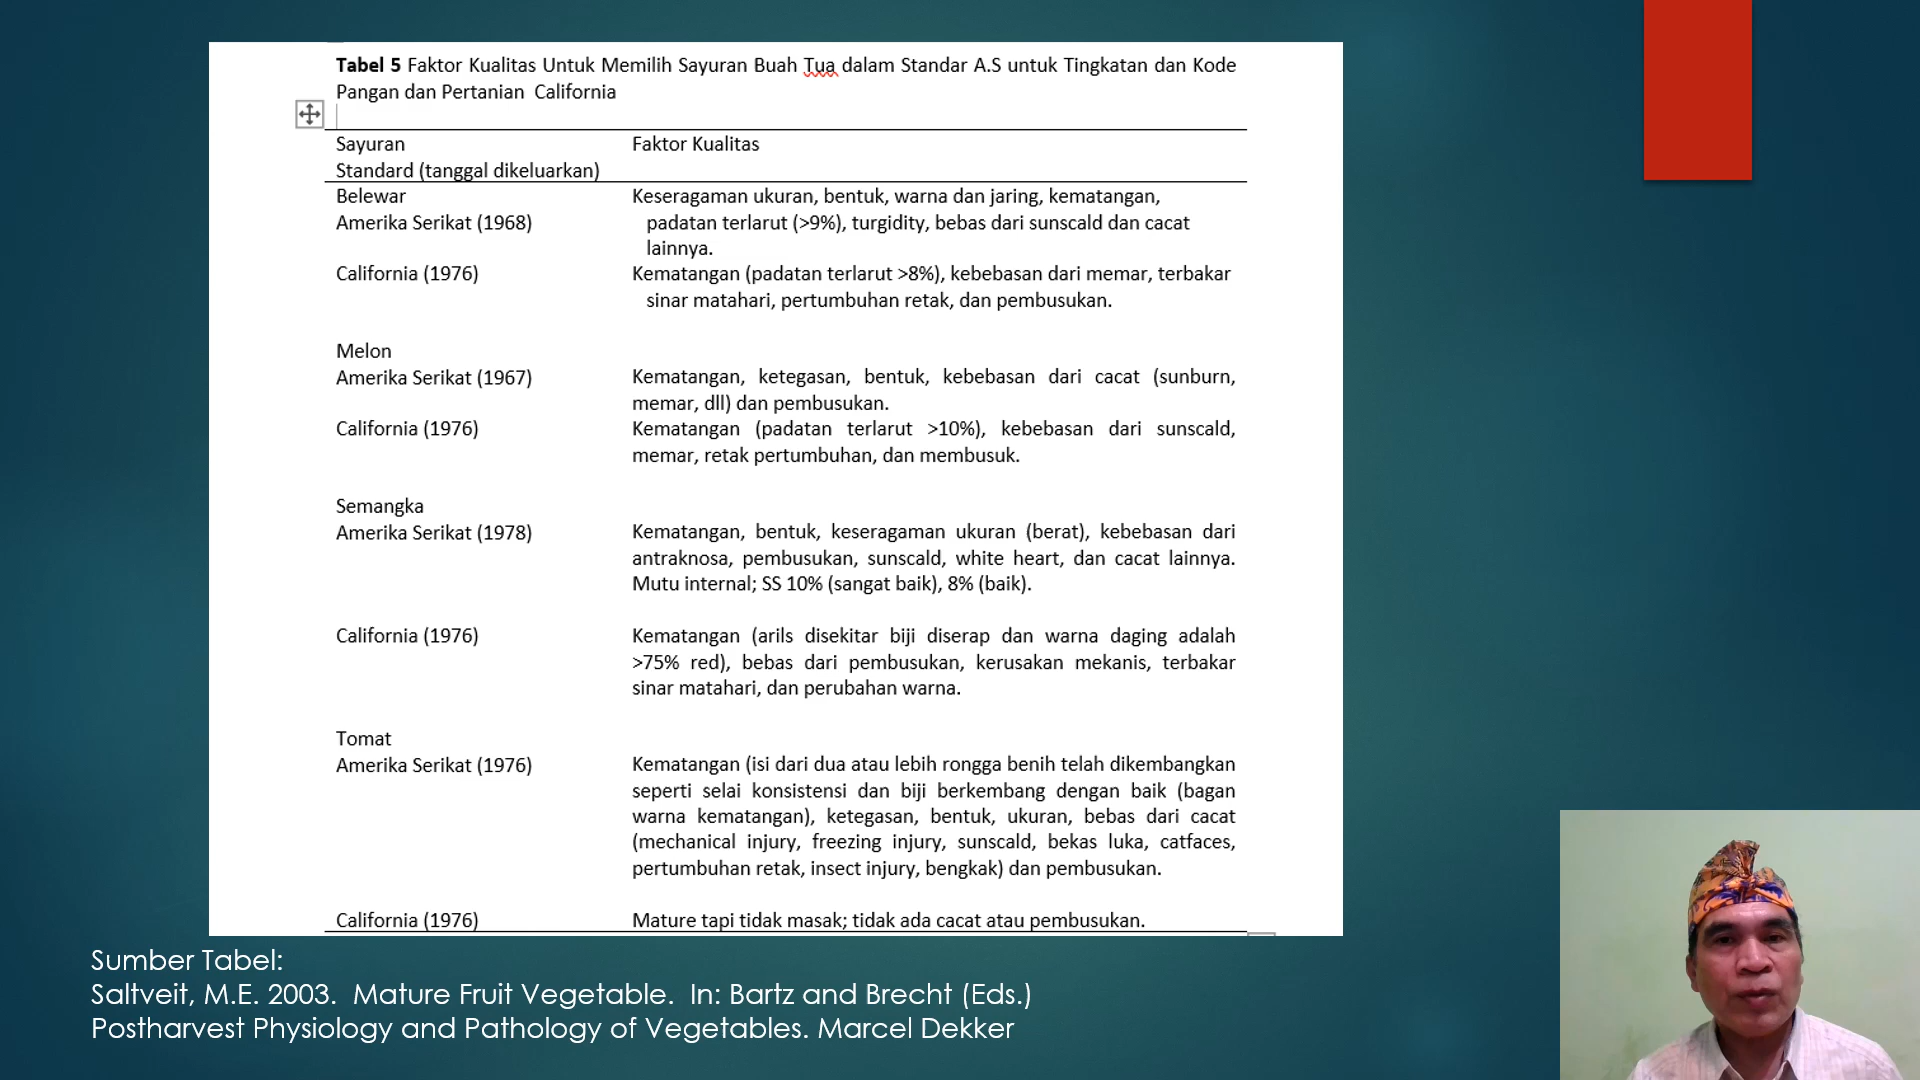 Tabel 5 Faktor Kualitas Untuk Memilih Sayuran Buah Tua dalam Standar A.S untuk Tingkatan dan Kode
Pangan dan Pertanian California
Sayuran
Standard (tanggal dikeluarkan)
Faktor Kualitas
Belewar
Amerika Serikat (1968)
Keseragaman ukuran, bentuk, warna dan jaring, kematangan,
padatan terlarut (>9%), turgidity, bebas dari sunscald dan cacat
lainnya.
California (1976)
Kematangan (padatan terlarut >8%), kebebasan dari memar, terbakar
sinar matahari, pertumbuhan retak, dan pembusukan.
Melon
Amerika Serikat (1967)
Kematangan, ketegasan, bentuk, kebebasan dari cacat (sunburn,
memar, dll) dan pembusukan.
California (1976)
Kematangan (padatan terlarut >10%), kebebasan dari sunscald,
memar, retak pertumbuhan, dan membusuk.
Semangka
Amerika Serikat (1978)
Kematangan, bentuk, keseragaman ukuran (berat), kebebasan dari
antraknosa, pembusukan, sunscald, white heart, dan cacat lainnya.
Mutu internal; SS 10% (sangat baik), 8% (baik).
California (1976)
Kematangan (arils disekitar biji diserap dan warna daging adalah
>75% red), bebas dari pembusukan, kerusakan mekanis, terbakar
sinar matahari, dan perubahan warna.
Tomat
Amerika Serikat (1976)
Kematangan (isi dari dua atau lebih rongga benih telah dikembangkan
seperti selai konsistensi dan biji berkembang dengan baik (bagan
warna kematangan), ketegasan, bentuk, ukuran, bebas dari cacat
(mechanical injury, freezing injury, sunscald, bekas luka, catfaces,
pertumbuhan retak, insect injury, bengkak) dan pembusukan.
California (1976)
Mature tapi tidak masak; tidak ada cacat atau pembusukan.
Sumber Tabel:
Saltveit, M.E. 2003. Mature Fruit Vegetable. In: Bartz and Brecht (Eds.)
Postharvest Physiology and Pathology of Vegetables. Marcel Dekker